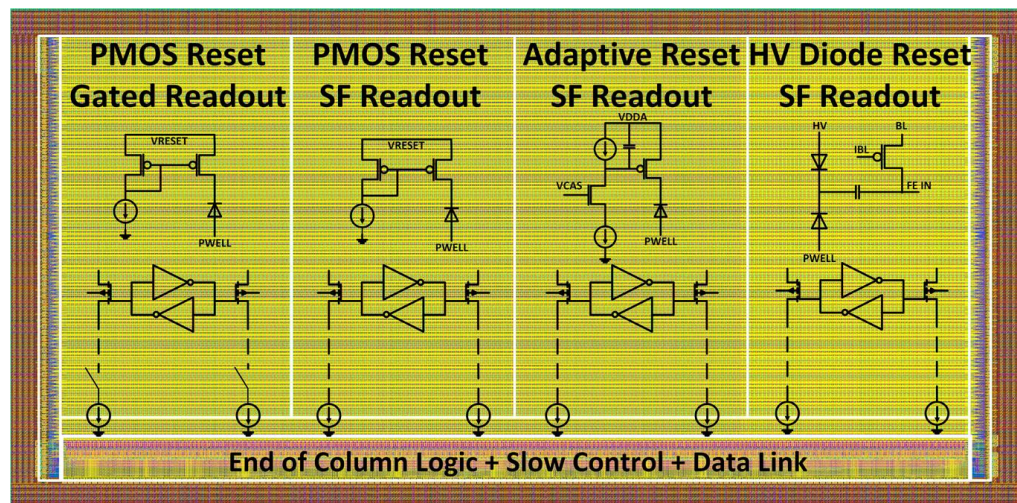 PMOS Reset
Gated Readout
VRESET
PWELL
PMOS Reset
SF Readout
VRESET
PWELL
Adaptive Reset
SF Readout
VDDA
VCAS
PWELL
HV Diode Reset
SF Readout
HV
BL
IBL
FE IN
PWELL
End of Column Logic + Slow Control + Data Link